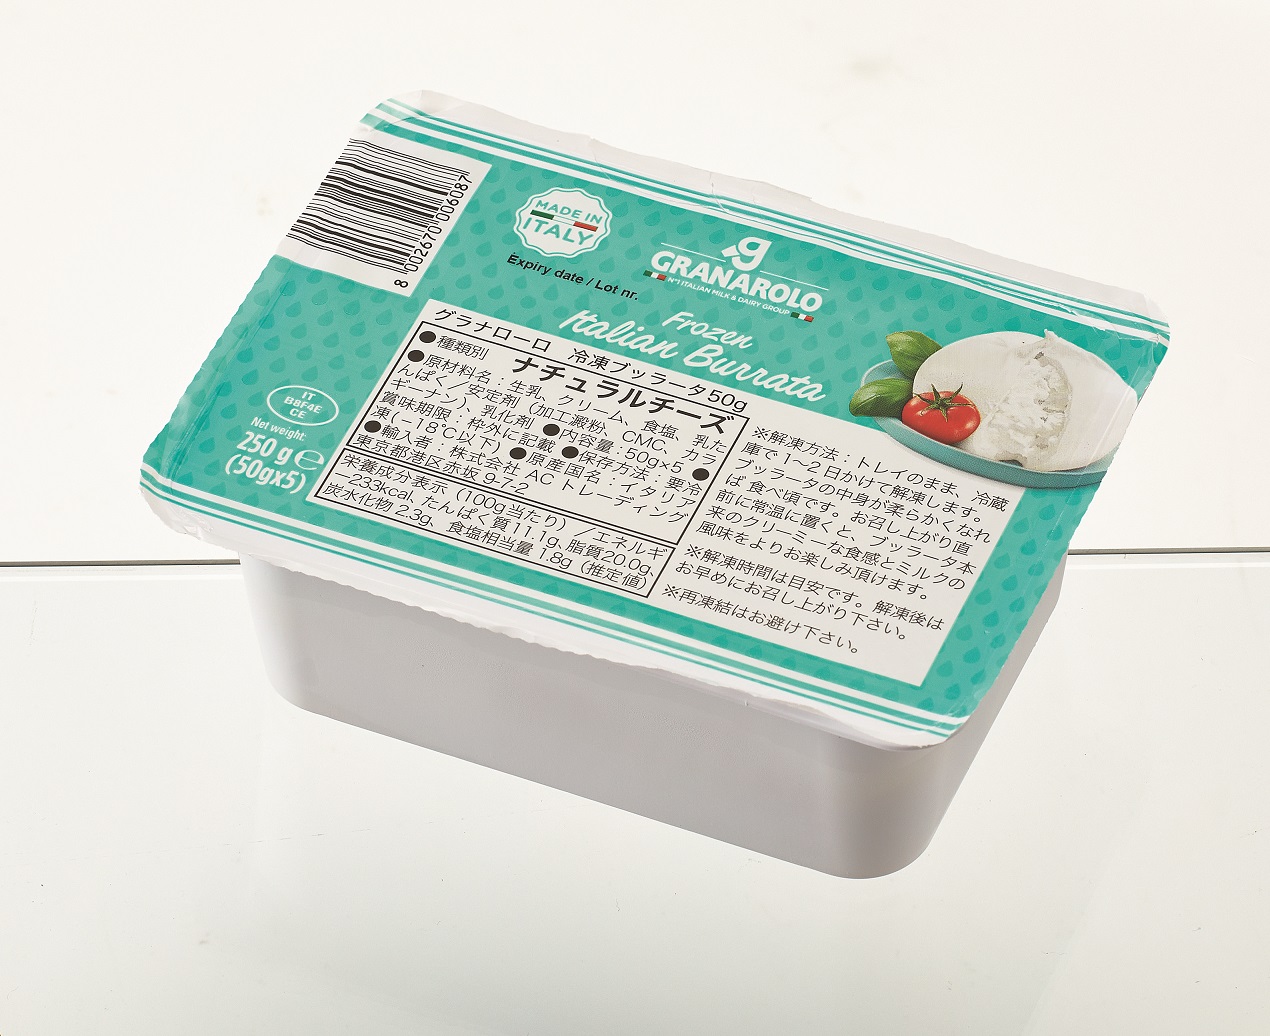 8 002670 006087
MADE IN
ITALY
Expiry date / Lot nr.
g
GRANAROLO
N°1 ITALIAN MILK & DAIRY GROUP
Frozen
Italian Burrata
IT
B8F4E
CE
Net weight:
250 g ℮
(50gx5)
グラナローロ 冷凍ブッラータ50g
●種類別 ナチュラルチーズ
●原材料名：生乳、クリーム、食塩、乳た
んぱく／安定剤（加工澱粉、CMC、カラ
ギーナン）、乳化剤 ●内容量：50g×5 ●
賞味期限：枠外に記載 ●保存方法：要冷
凍(−18℃以下) ●原産国名：イタリア
●輸入者：株式会社 AC トレーディング
東京都港区赤坂 9-7-2
栄養成分表示（100g当たり）／エネルギ
ー233kcal、たんぱく質11.1g、脂質20.0g、
炭水化物 2.3g、食塩相当量 1.8g（推定値）
※解凍方法：トレイのまま、冷蔵
庫で1〜2日かけて解凍します。
ブッラータの中身が柔らかくなれ
ば 食べ頃です。お召し上がり直
前に常温に置くと、ブッラータ本
来のクリーミーな食感とミルクの
風味をよりお楽しみ頂けます。
※解凍時間は目安です。解凍後は
お早めにお召し上がり下さい。
※再凍結はお避け下さい。